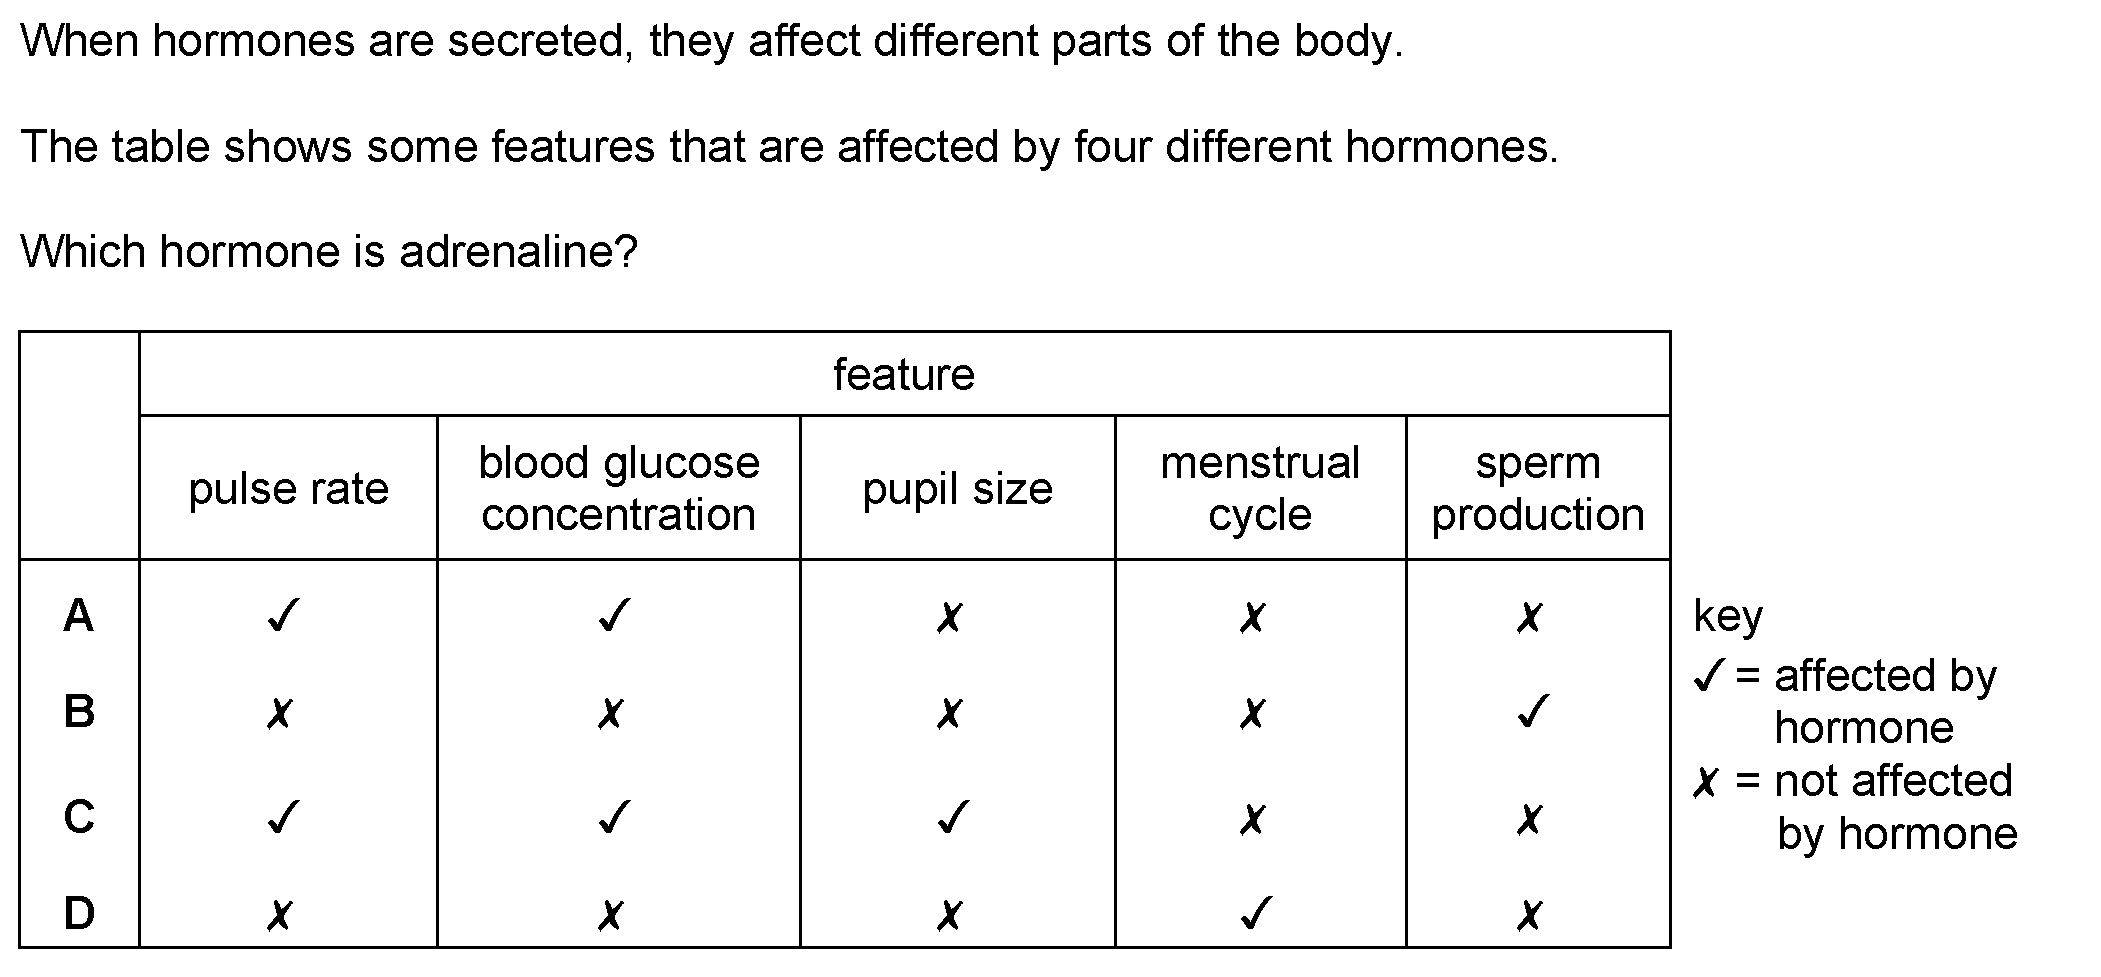 When hormones are secreted, they affect different parts of the body.
The table shows some features that are affected by four different hormones.
Which hormone is adrenaline?
feature
pulse rate
blood glucose
concentration
pupil size
menstrual
cycle
sperm
production
A ✓ ✓ ✗ ✗ ✗
B ✗ ✗ ✗ ✗ ✓
C ✓ ✓ ✓ ✗ ✗
D ✗ ✗ ✗ ✓ ✗
key
✓ = affected by
hormone
✗ = not affected
by hormone